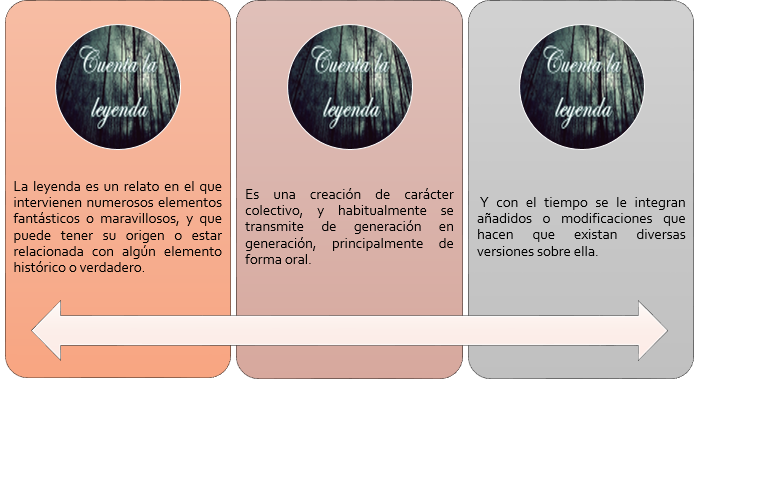 Cuenta la
leyenda
La leyenda es un relato en el que
intervienen numerosos elementos
fantásticos o maravillosos, y que
puede tener su origen o estar
relacionada con algún elemento
histórico o verdadero.
Cuenta la
leyenda
Es una creación de carácter
colectivo, y habitualmente se
transmite de generación en
generación, principalmente de
forma oral.
Cuenta la
leyenda
Y con el tiempo se le integran
añadidos o modificaciones que
hacen que existan diversas
versiones sobre ella.